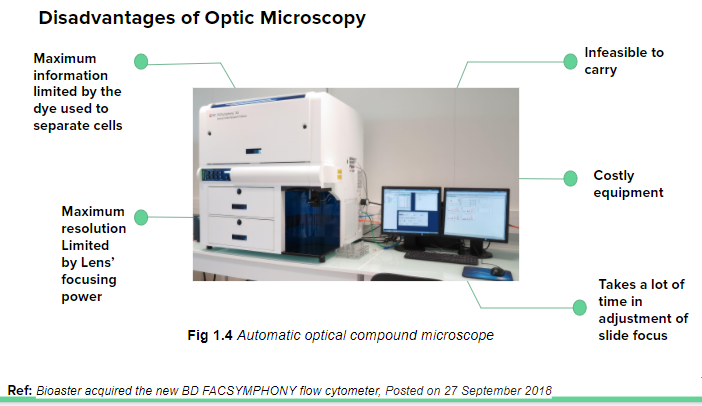 Disadvantages of Optic Microscopy
Maximum
information
limited by the
dye used to
separate cells
Infeasible to
carry
Costly
equipment
Maximum
resolution
Limited
by Lens’
focusing
power
Takes a lot of
time in
adjustment of
slide focus
Fig 1.4 Automatic optical compound microscope
Ref: Bioaster acquired the new BD FACSYMPHONY flow cytometer, Posted on 27 September 2018